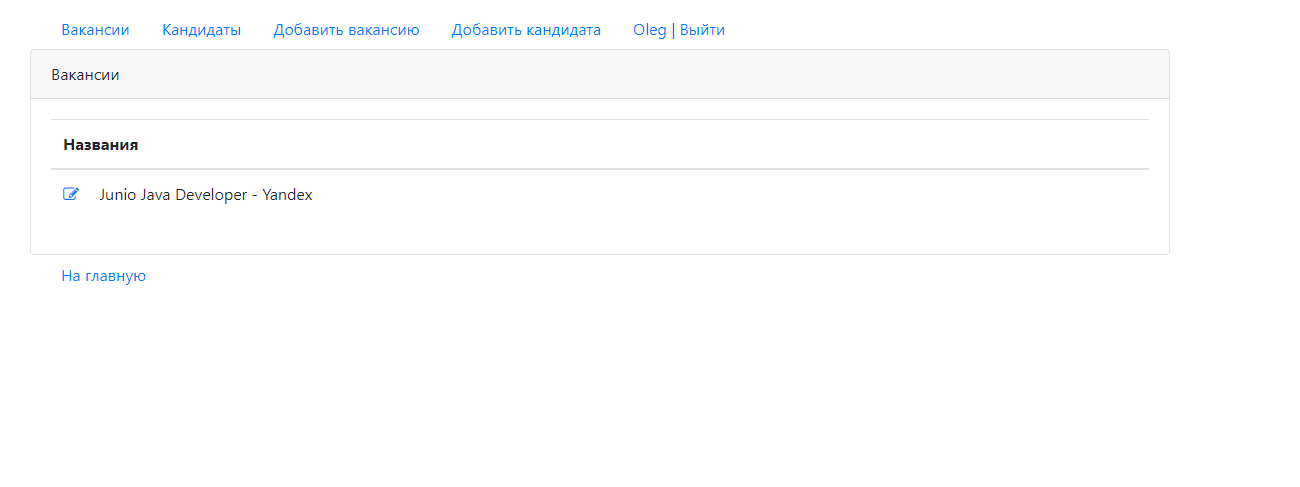 Вакансии Кандидаты Добавить вакансию Добавить кандидата Oleg | Выйти
Вакансии
Названия
Junio Java Developer - Yandex
На главную